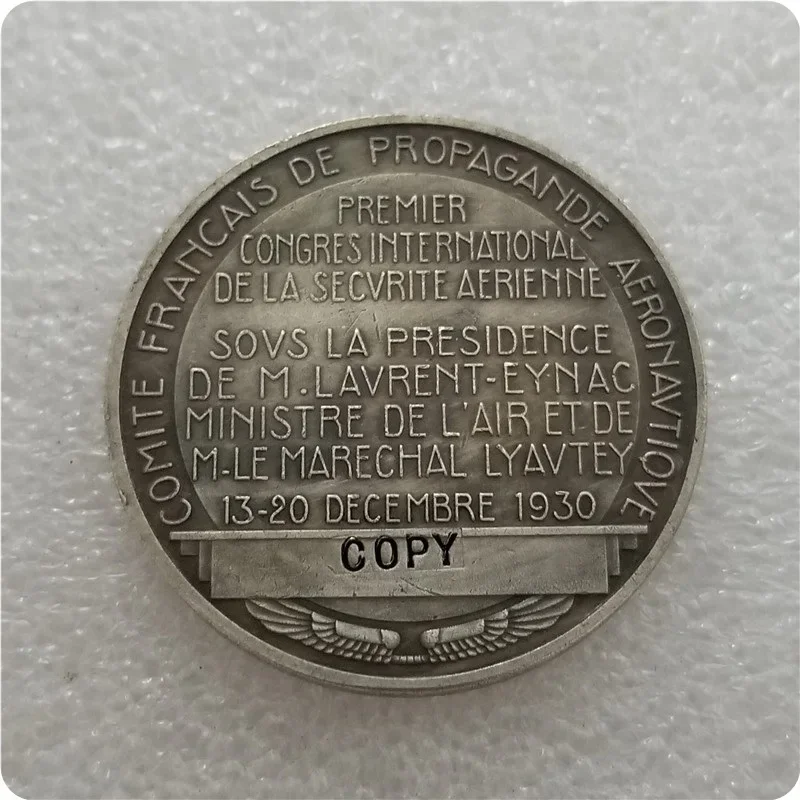 COMITE FRANCAIS DE PROPAGANDE AERONAVTIQVE
PREMIER
CONGRES INTERNATIONAL
DE LA SECVRITE AERIENNE
SOVS LA PRESIDENCE
DE M. LAVRENT-EYNAC
MINISTRE DE L'AIR ET DE
M-LE MARECHAL LYAVTEY
13-20 DECEMBRE 1930
COPY